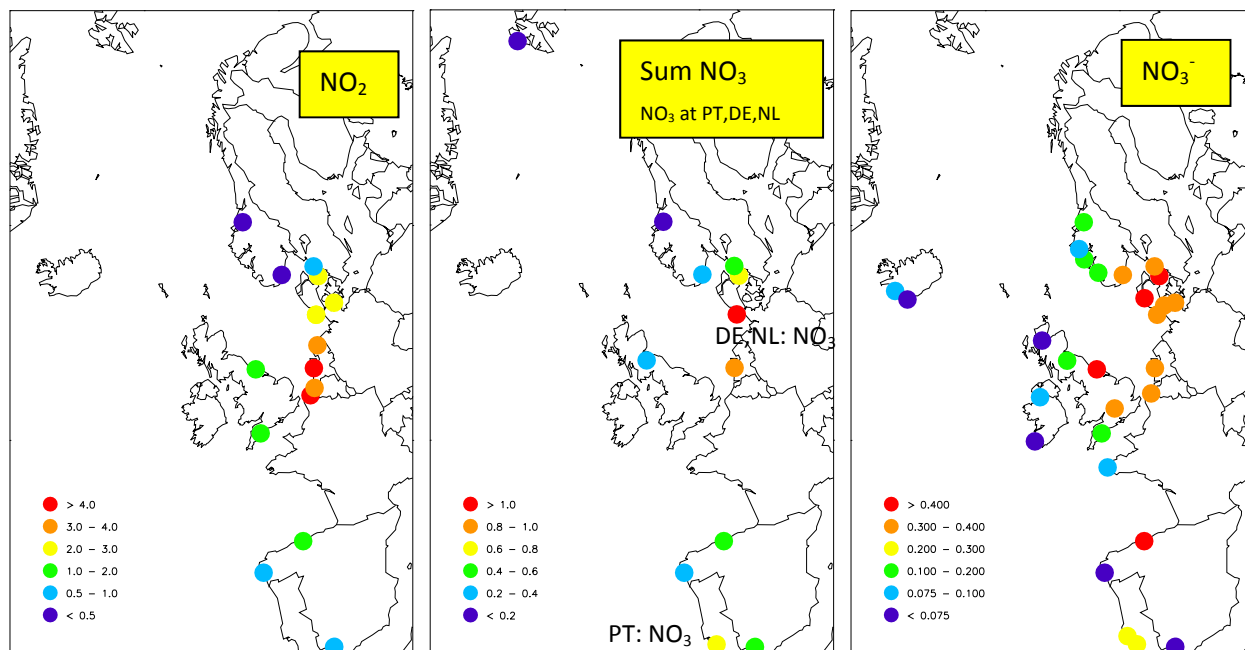 NO₂
> 4.0
3.0 – 4.0
2.0 – 3.0
1.0 – 2.0
0.5 – 1.0
< 0.5
Sum NO₃
NO₃ at PT,DE,NL
DE,NL: NO₃
> 1.0
0.8 – 1.0
0.6 – 0.8
0.4 – 0.6
0.2 – 0.4
< 0.2
PT: NO₃
NO₃⁻
> 0.400
0.300 – 0.400
0.200 – 0.300
0.100 – 0.200
0.075 – 0.100
< 0.075